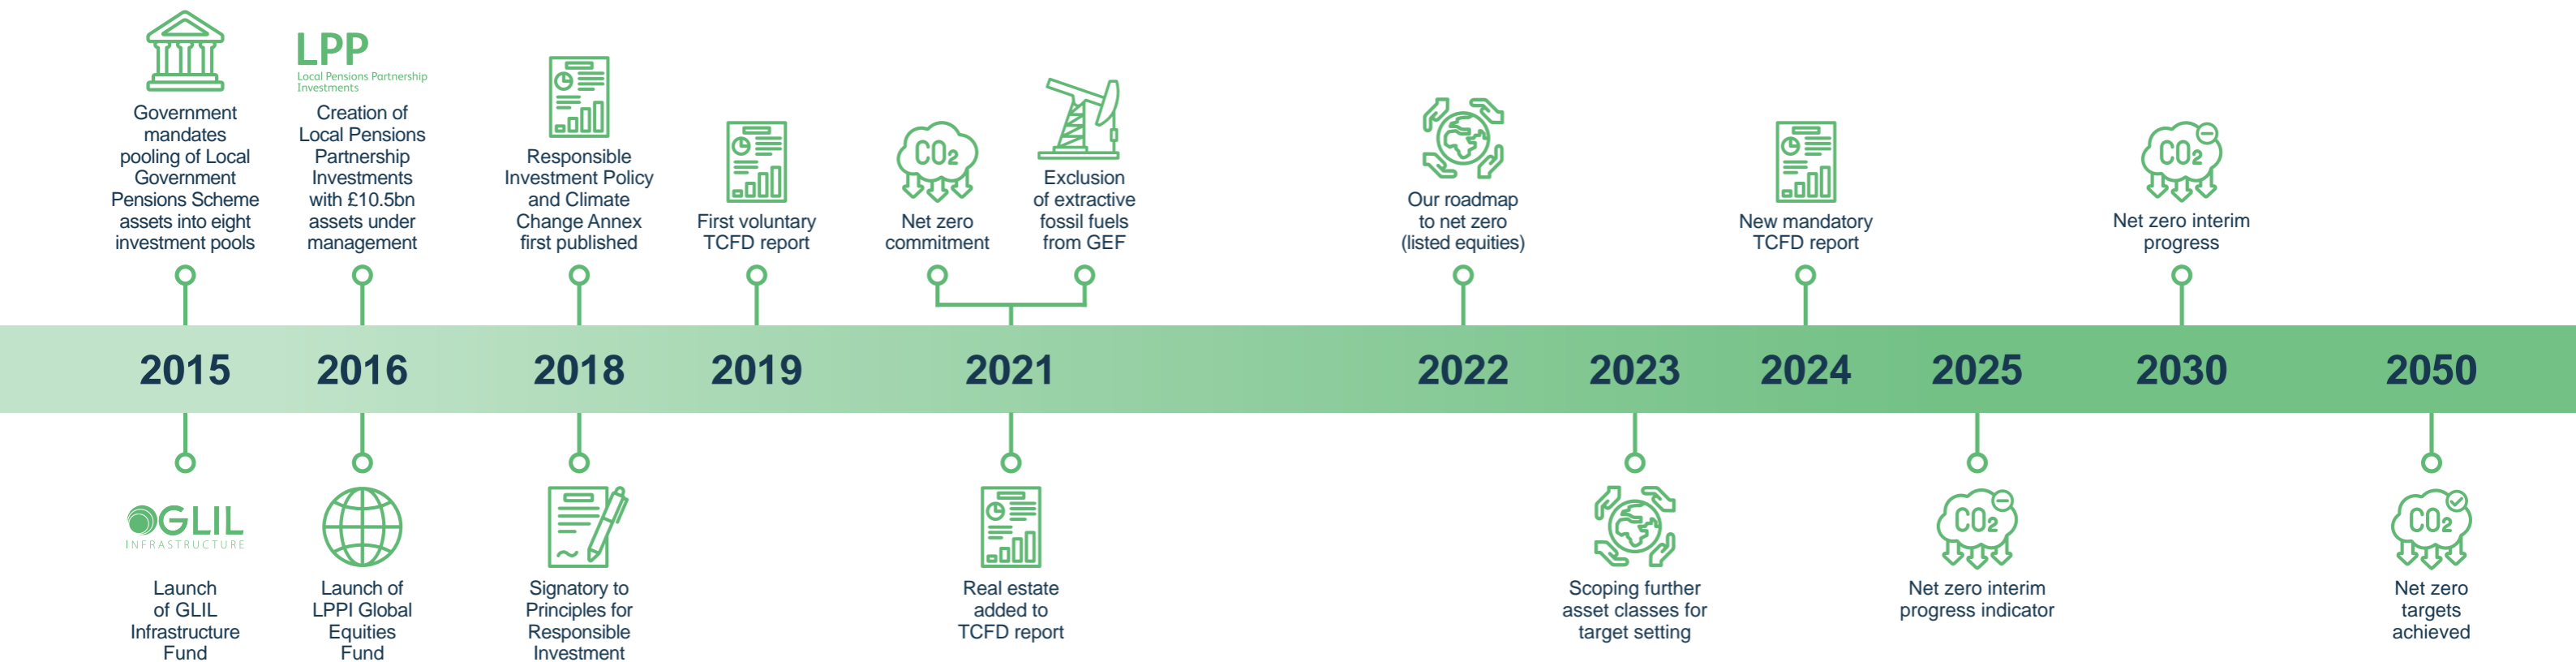 Government
mandates
pooling of Local
Government
Pensions Scheme
assets into eight
investment pools
LPP
Local Pensions Partnership
Investments
Creation of
Local Pensions
Partnership
Investments
with £10.5bn
assets under
management
Responsible
Investment Policy
and Climate
Change Annex
first published
First voluntary
TCFD report
CO2
Net zero
commitment
Exclusion
of extractive
fossil fuels
from GEF
Our roadmap
to net zero
(listed equities)
New mandatory
TCFD report
CO2
Net zero interim
progress
2015 2016 2018 2019 2021 2022 2023 2024 2025 2030 2050
GLIL
INFRASTRUCTURE
Launch
of GLIL
Infrastructure
Fund
Launch of
LPPI Global
Equities
Fund
Signatory to
Principles for
Responsible
Investment
Real estate
added to
TCFD report
Scoping further
asset classes for
target setting
CO2
Net zero interim
progress indicator
CO2
Net zero
targets
achieved